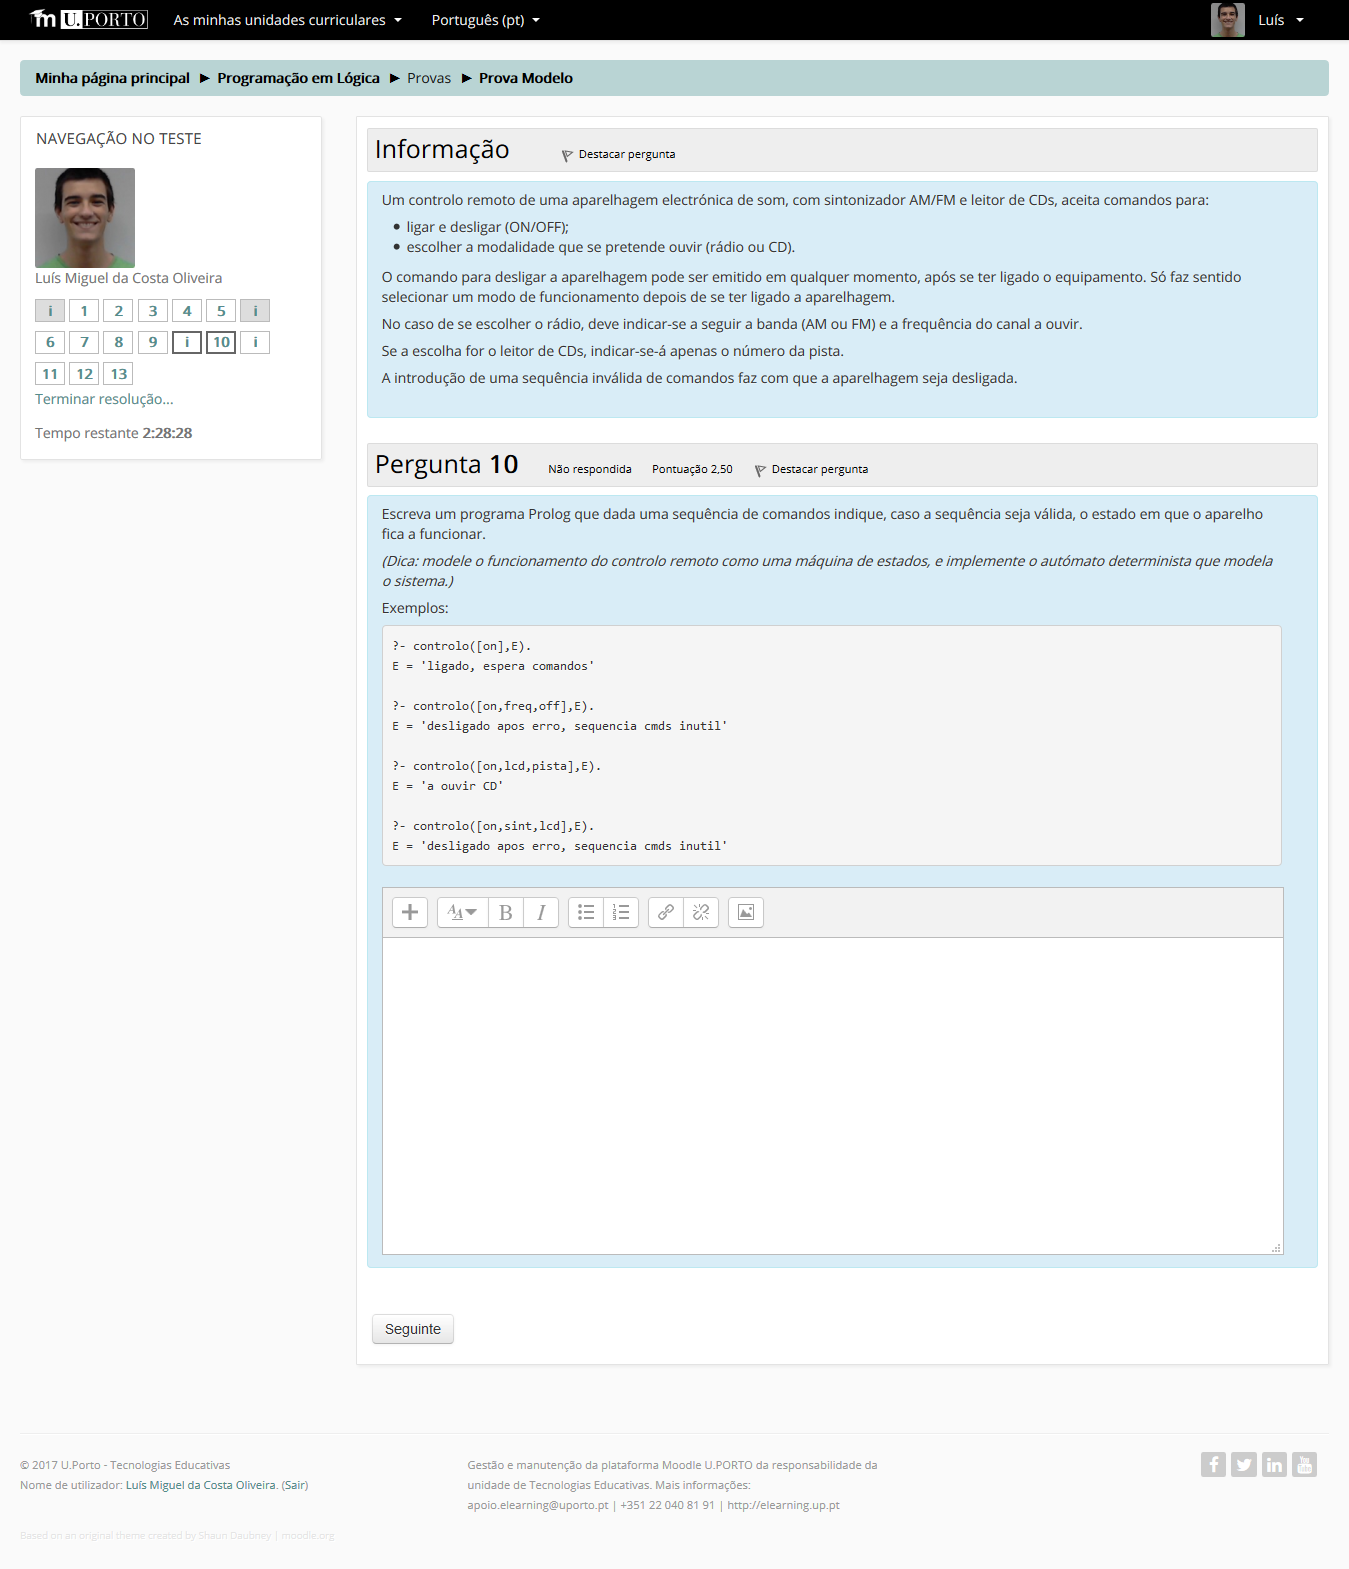 U.PORTO As minhas unidades curriculares Português (pt) Luís
Minha página principal ► Programação em Lógica ► Provas ► Prova Modelo
NAVEGAÇÃO NO TESTE
Luís Miguel da Costa Oliveira
i 1 2 3 4 5 i
6 7 8 9 i 10 i
11 12 13
Terminar resolução...
Tempo restante 2:28:28
Informação Destacar pergunta
Um controlo remoto de uma aparelhagem electrónica de som, com sintonizador AM/FM e leitor de CDs, aceita comandos para:
• ligar e desligar (ON/OFF);
• escolher a modalidade que se pretende ouvir (rádio ou CD).
O comando para desligar a aparelhagem pode ser emitido em qualquer momento, após se ter ligado o equipamento. Só faz sentido
selecionar um modo de funcionamento depois de se ter ligado a aparelhagem.
No caso de se escolher o rádio, deve indicar-se a seguir a banda (AM ou FM) e a frequência do canal a ouvir.
Se a escolha for o leitor de CDs, indicar-se-á apenas o número da pista.
A introdução de uma sequência inválida de comandos faz com que a aparelhagem seja desligada.
Pergunta 10 Não respondida Pontuação 2,50 Destacar pergunta
Escreva um programa Prolog que dada uma sequência de comandos indique, caso a sequência seja válida, o estado em que o aparelho
fica a funcionar.
(Dica: modele o funcionamento do controlo remoto como uma máquina de estados, e implemente o autómato determinista que modela
o sistema.)
Exemplos:
?- controlo([on],E).
E = 'ligado, espera comandos'
?- controlo([on,freq,off],E).
E = 'desligado apos erro, sequencia cmds inutil'
?- controlo([on,lcd,pista],E).
E = 'a ouvir CD'
?- controlo([on,sint,lcd],E).
E = 'desligado apos erro, sequencia cmds inutil'
B I
Seguinte
© 2017 U.Porto - Tecnologias Educativas
Nome de utilizador: Luís Miguel da Costa Oliveira. (Sair)
Based on an original theme created by Shaun Daubney | moodle.org
Gestão e manutenção da plataforma Moodle U.PORTO da responsabilidade da
unidade de Tecnologias Educativas. Mais informações:
apoio.elearning@uporto.pt | +351 22 040 81 91 | http://elearning.up.pt